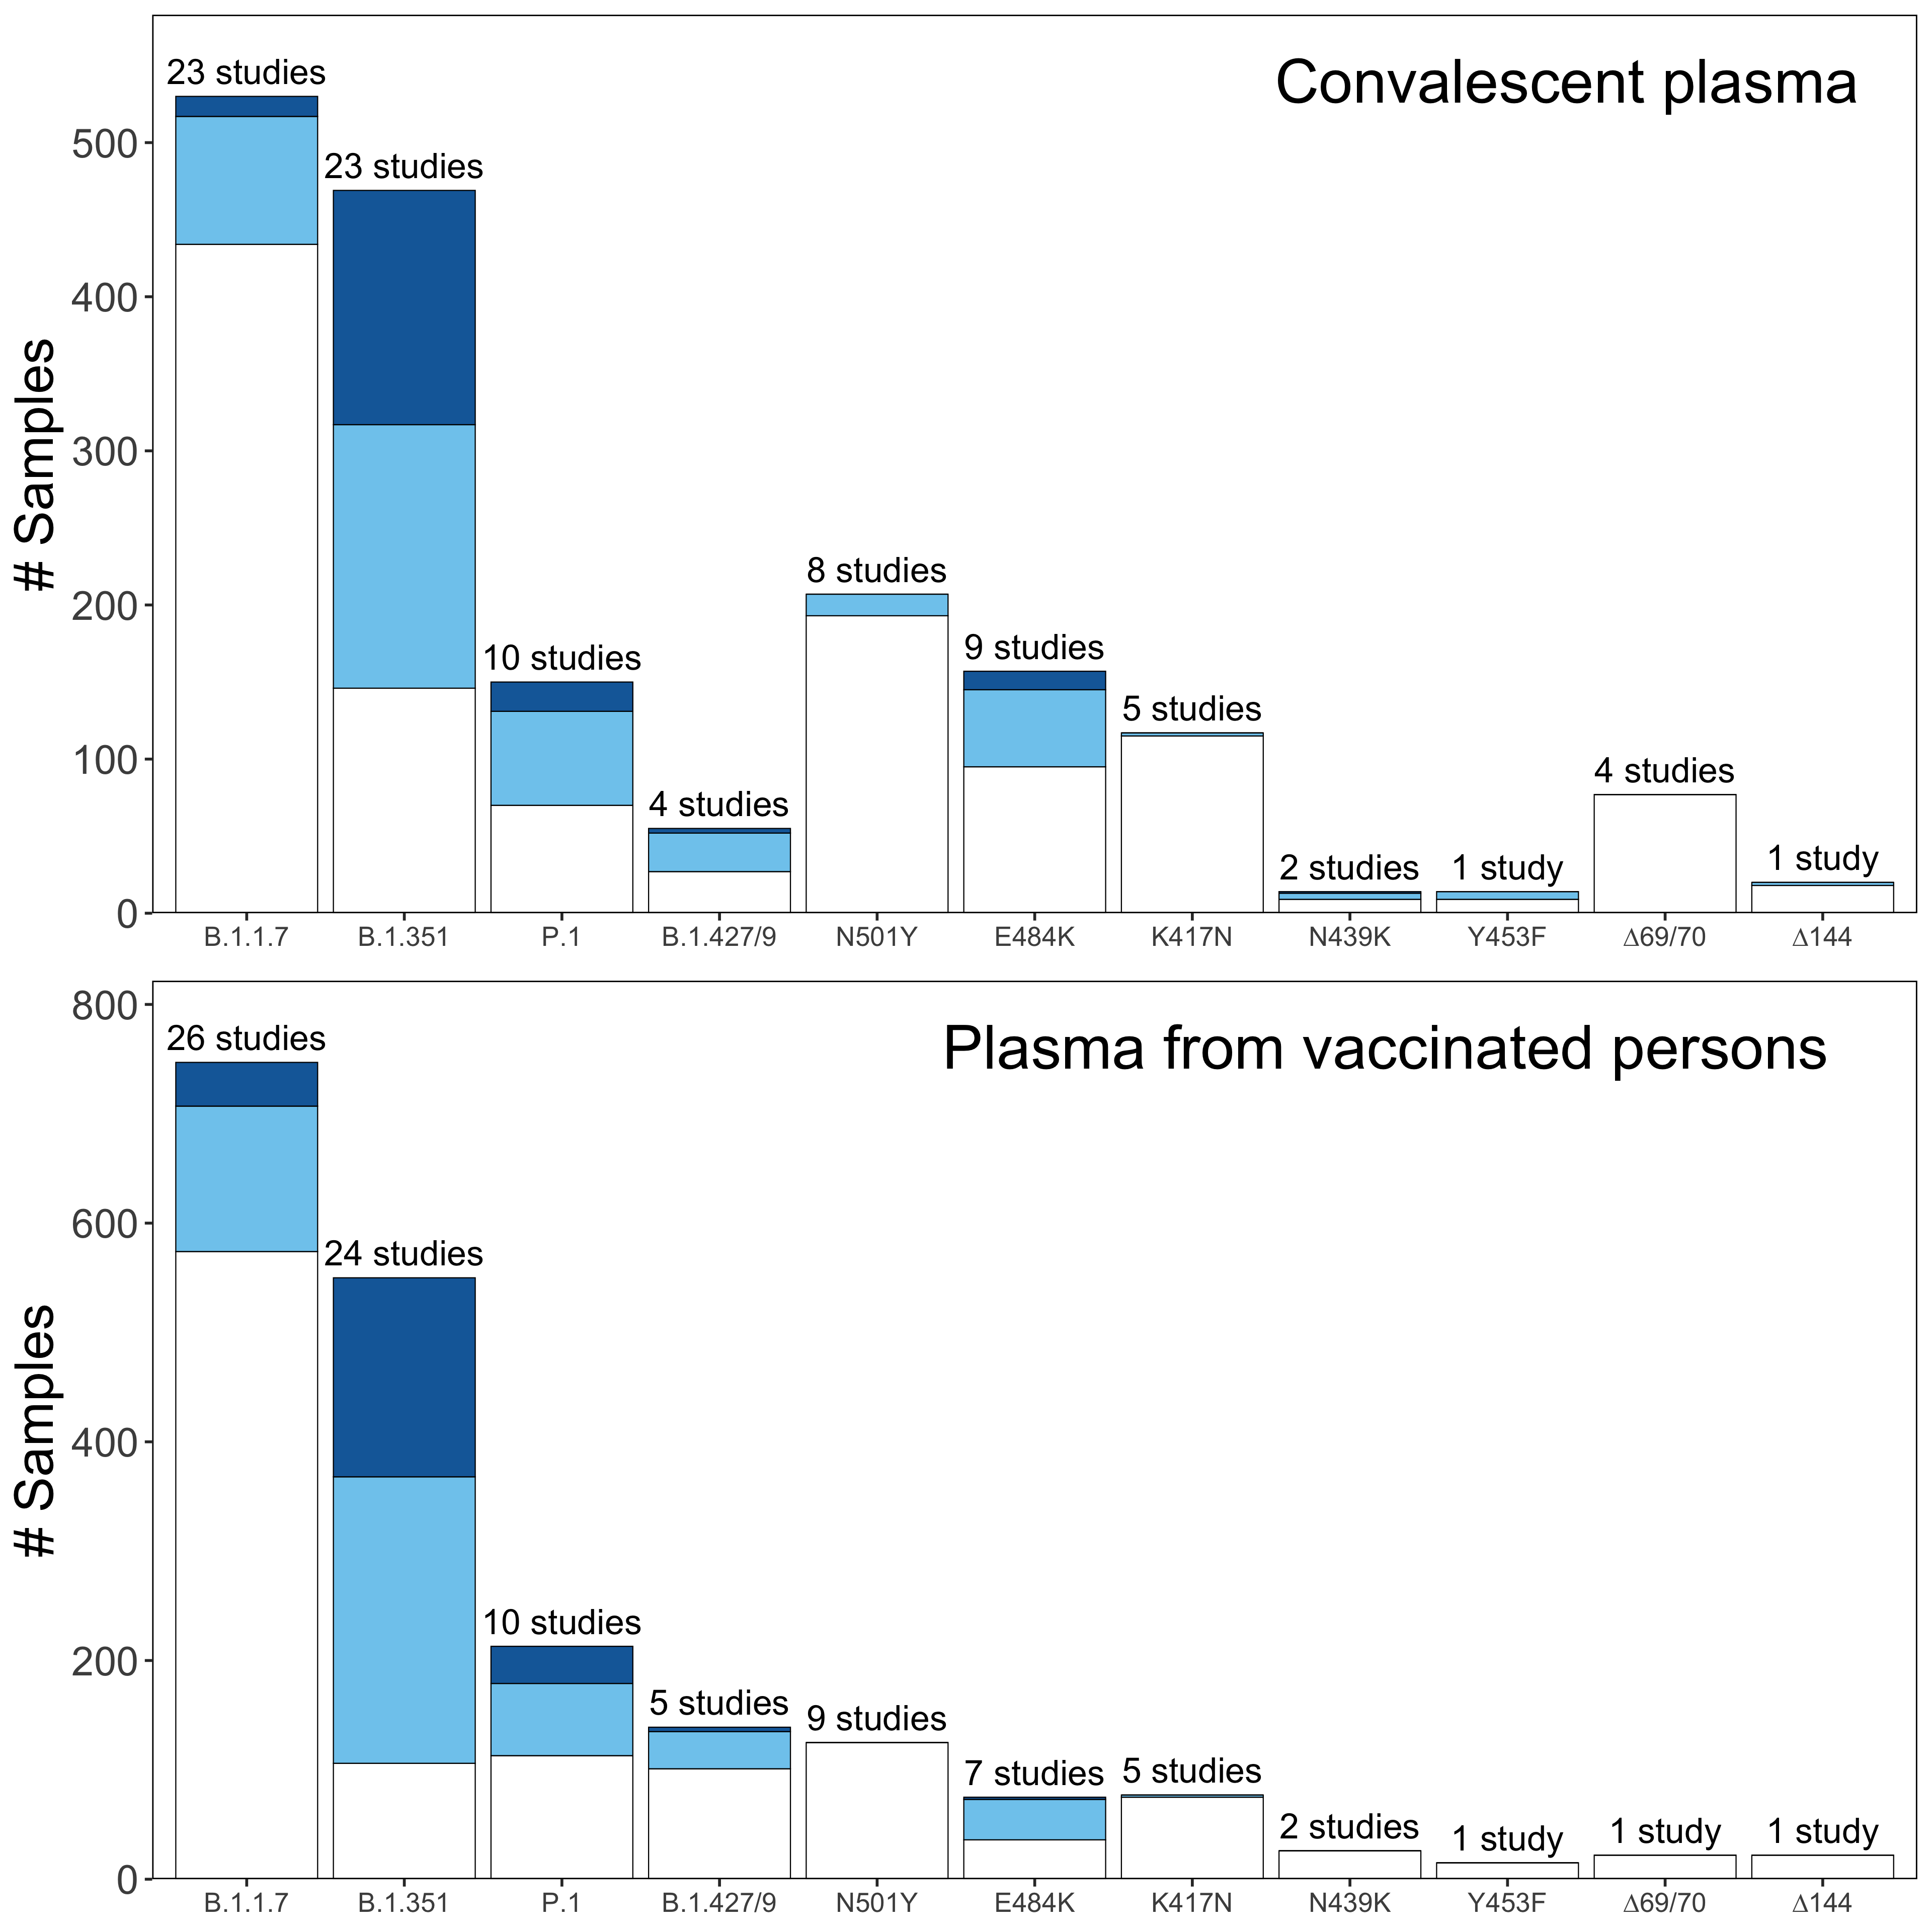 Convalescent plasma
# Samples
500
400
300
200
100
0
23 studies
23 studies
10 studies
4 studies
8 studies
9 studies
5 studies
2 studies
1 study
4 studies
1 study
B.1.1.7
B.1.351
P.1
B.1.427/9
N501Y
E484K
K417N
N439K
Y453F
Δ69/70
Δ144
Plasma from vaccinated persons
# Samples
800
600
400
200
0
26 studies
24 studies
10 studies
5 studies
9 studies
7 studies
5 studies
2 studies
1 study
1 study
1 study
B.1.1.7
B.1.351
P.1
B.1.427/9
N501Y
E484K
K417N
N439K
Y453F
Δ69/70
Δ144